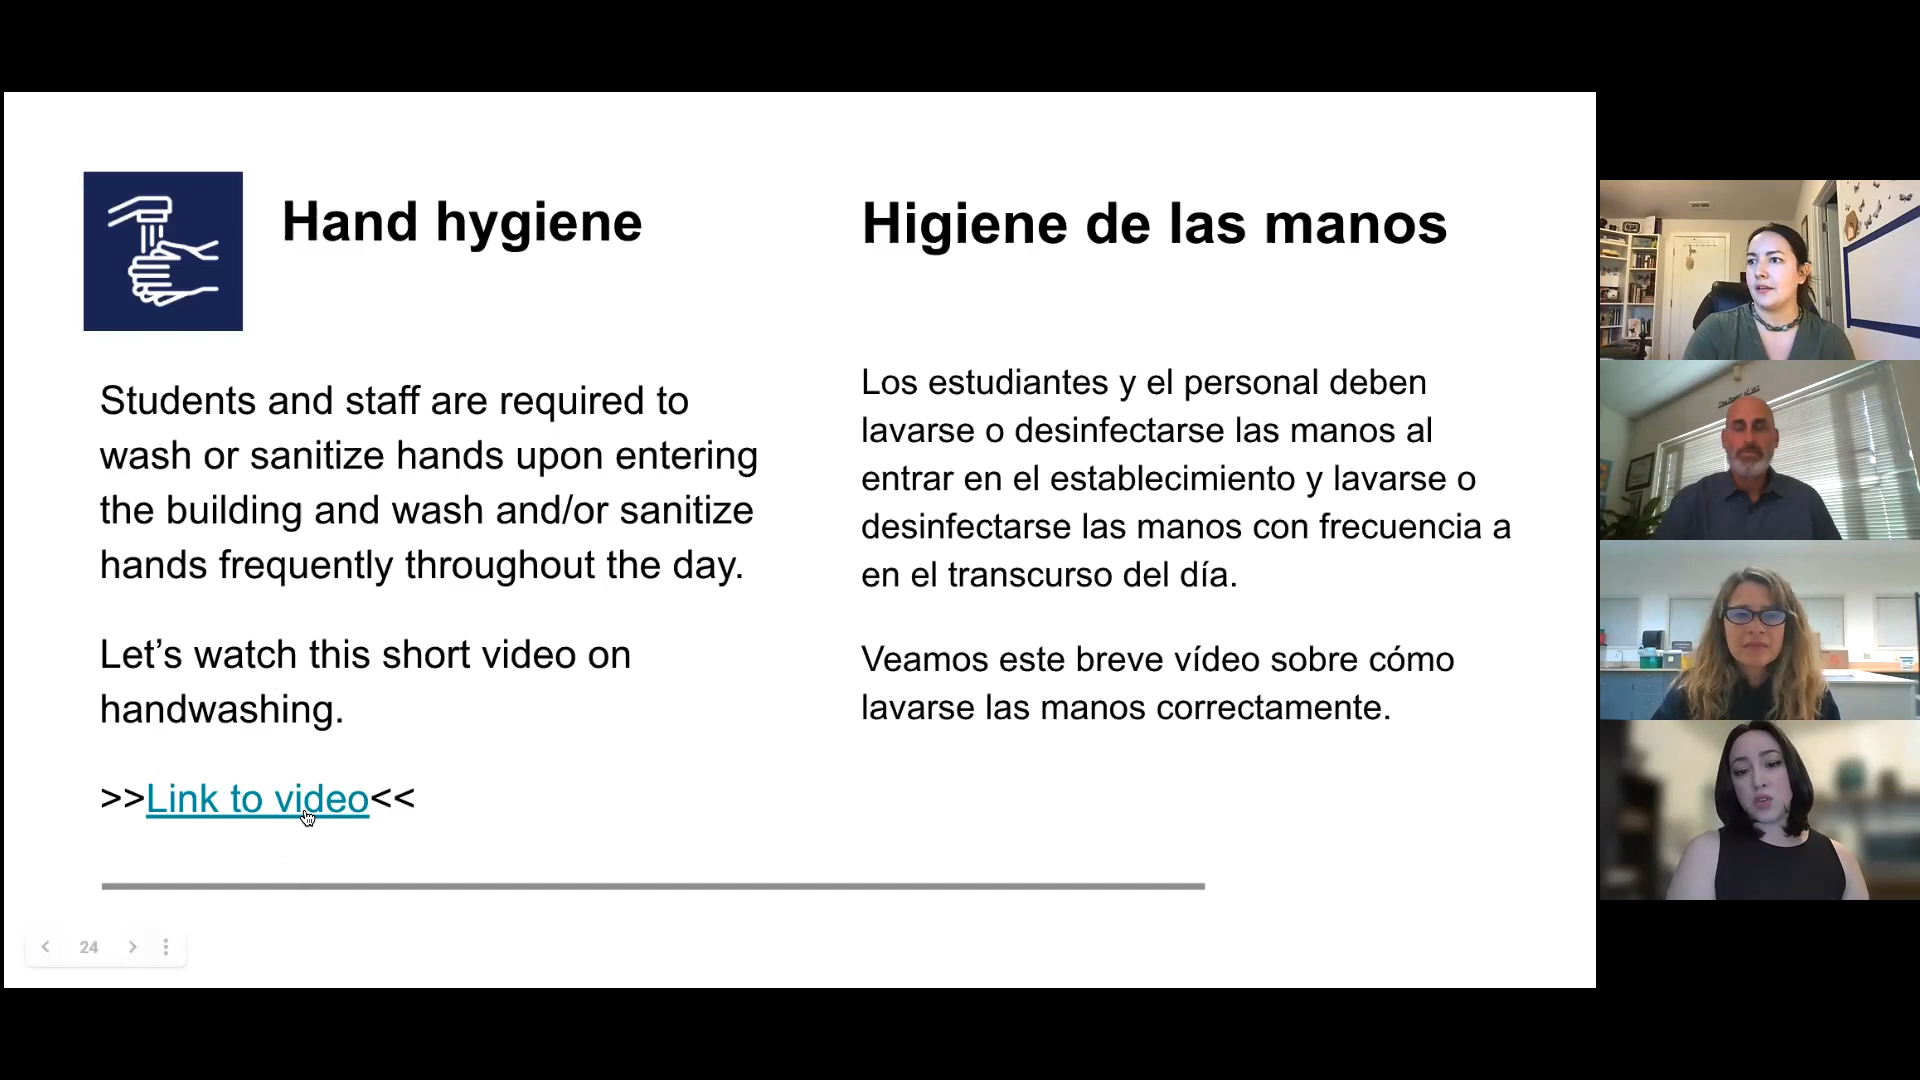 Hand hygiene
Students and staff are required to
wash or sanitize hands upon entering
the building and wash and/or sanitize
hands frequently throughout the day.
Let’s watch this short video on
handwashing.
>>Link to video<<
Higiene de las manos
Los estudiantes y el personal deben
lavarse o desinfectarse las manos al
entrar en el establecimiento y lavarse o
desinfectarse las manos con frecuencia a
en el transcurso del día.
Veamos este breve vídeo sobre cómo
lavarse las manos correctamente.
24